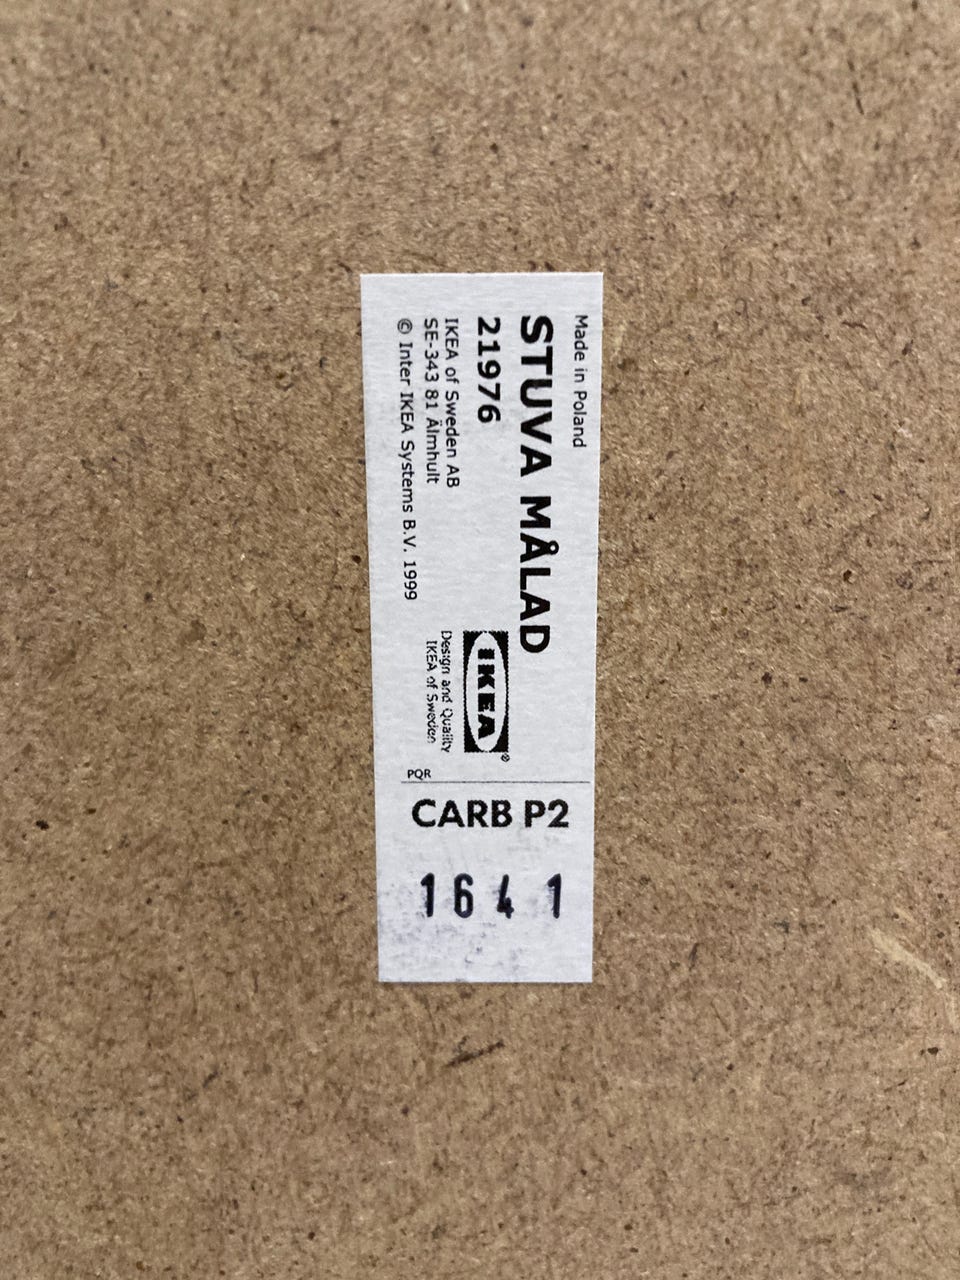 Made in Poland
STUVA MÅLAD
21976
IKEA of Sweden AB
SE-343 81 Älmhult
© Inter IKEA Systems B.V. 1999
IKEA®
Design and Quality
IKEA of Sweden
PQR
CARB P2
1641